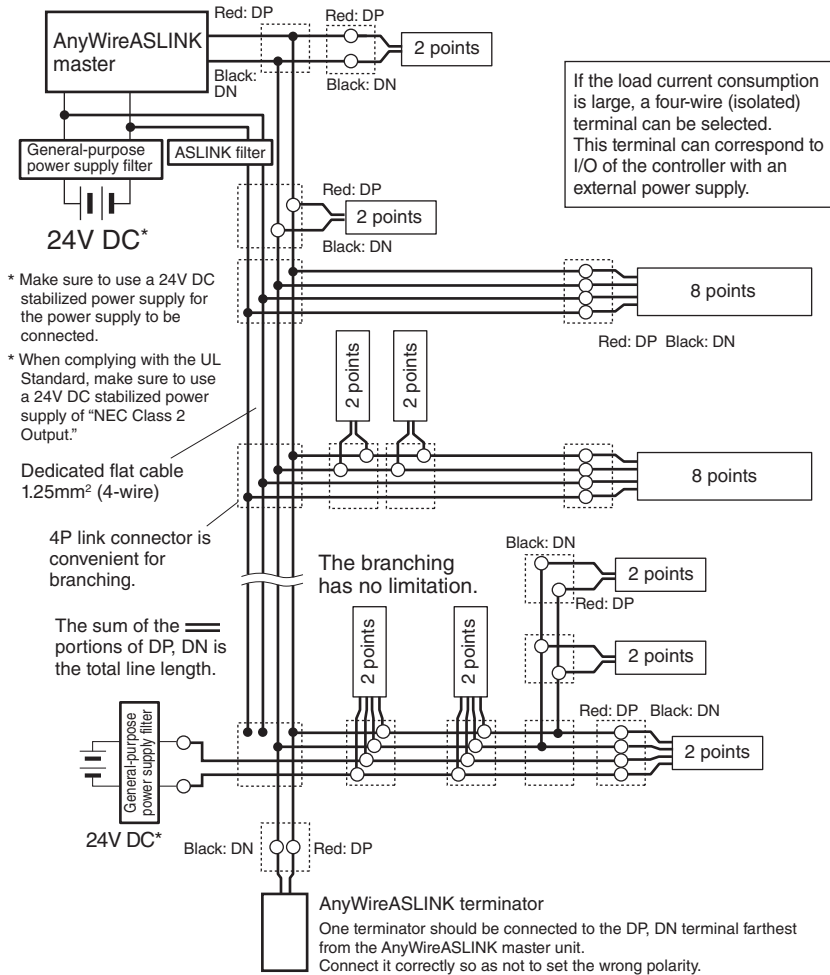 Red: DP
Red: DP
AnyWireASLINK
master
2 points
Black:
DN
Black: DN
If the load current consumption
is large, a four-wire (isolated)
terminal can be selected.
This terminal can correspond to
I/O of the controller with an
external power supply.
General-purpose
power supply filter
ASLINK filter
24V DC*
Red: DP
2 points
Black: DN
* Make sure to use a 24V DC
stabilized power supply for
the power supply to be
connected.
* When complying with the UL
Standard, make sure to use
a 24V DC stabilized power
supply of “NEC Class 2
Output.”
8 points
Red: DP Black: DN
2 points
2 points
8 points
Dedicated flat cable
1.25mm² (4-wire)
4P link connector is
convenient for
branching.
The branching
has no limitation.
Black: DN
2 points
Red: DP
The sum of the
portions of DP, DN is
the total line length.
2 points
2 points
2 points
Red: DP Black: DN
2 points
General-purpose
power supply filter
24V DC*
Black: DN
Red: DP
AnyWireASLINK terminator
One terminator should be connected to the DP, DN terminal farthest
from the AnyWireASLINK master unit.
Connect it correctly so as not to set the wrong polarity.